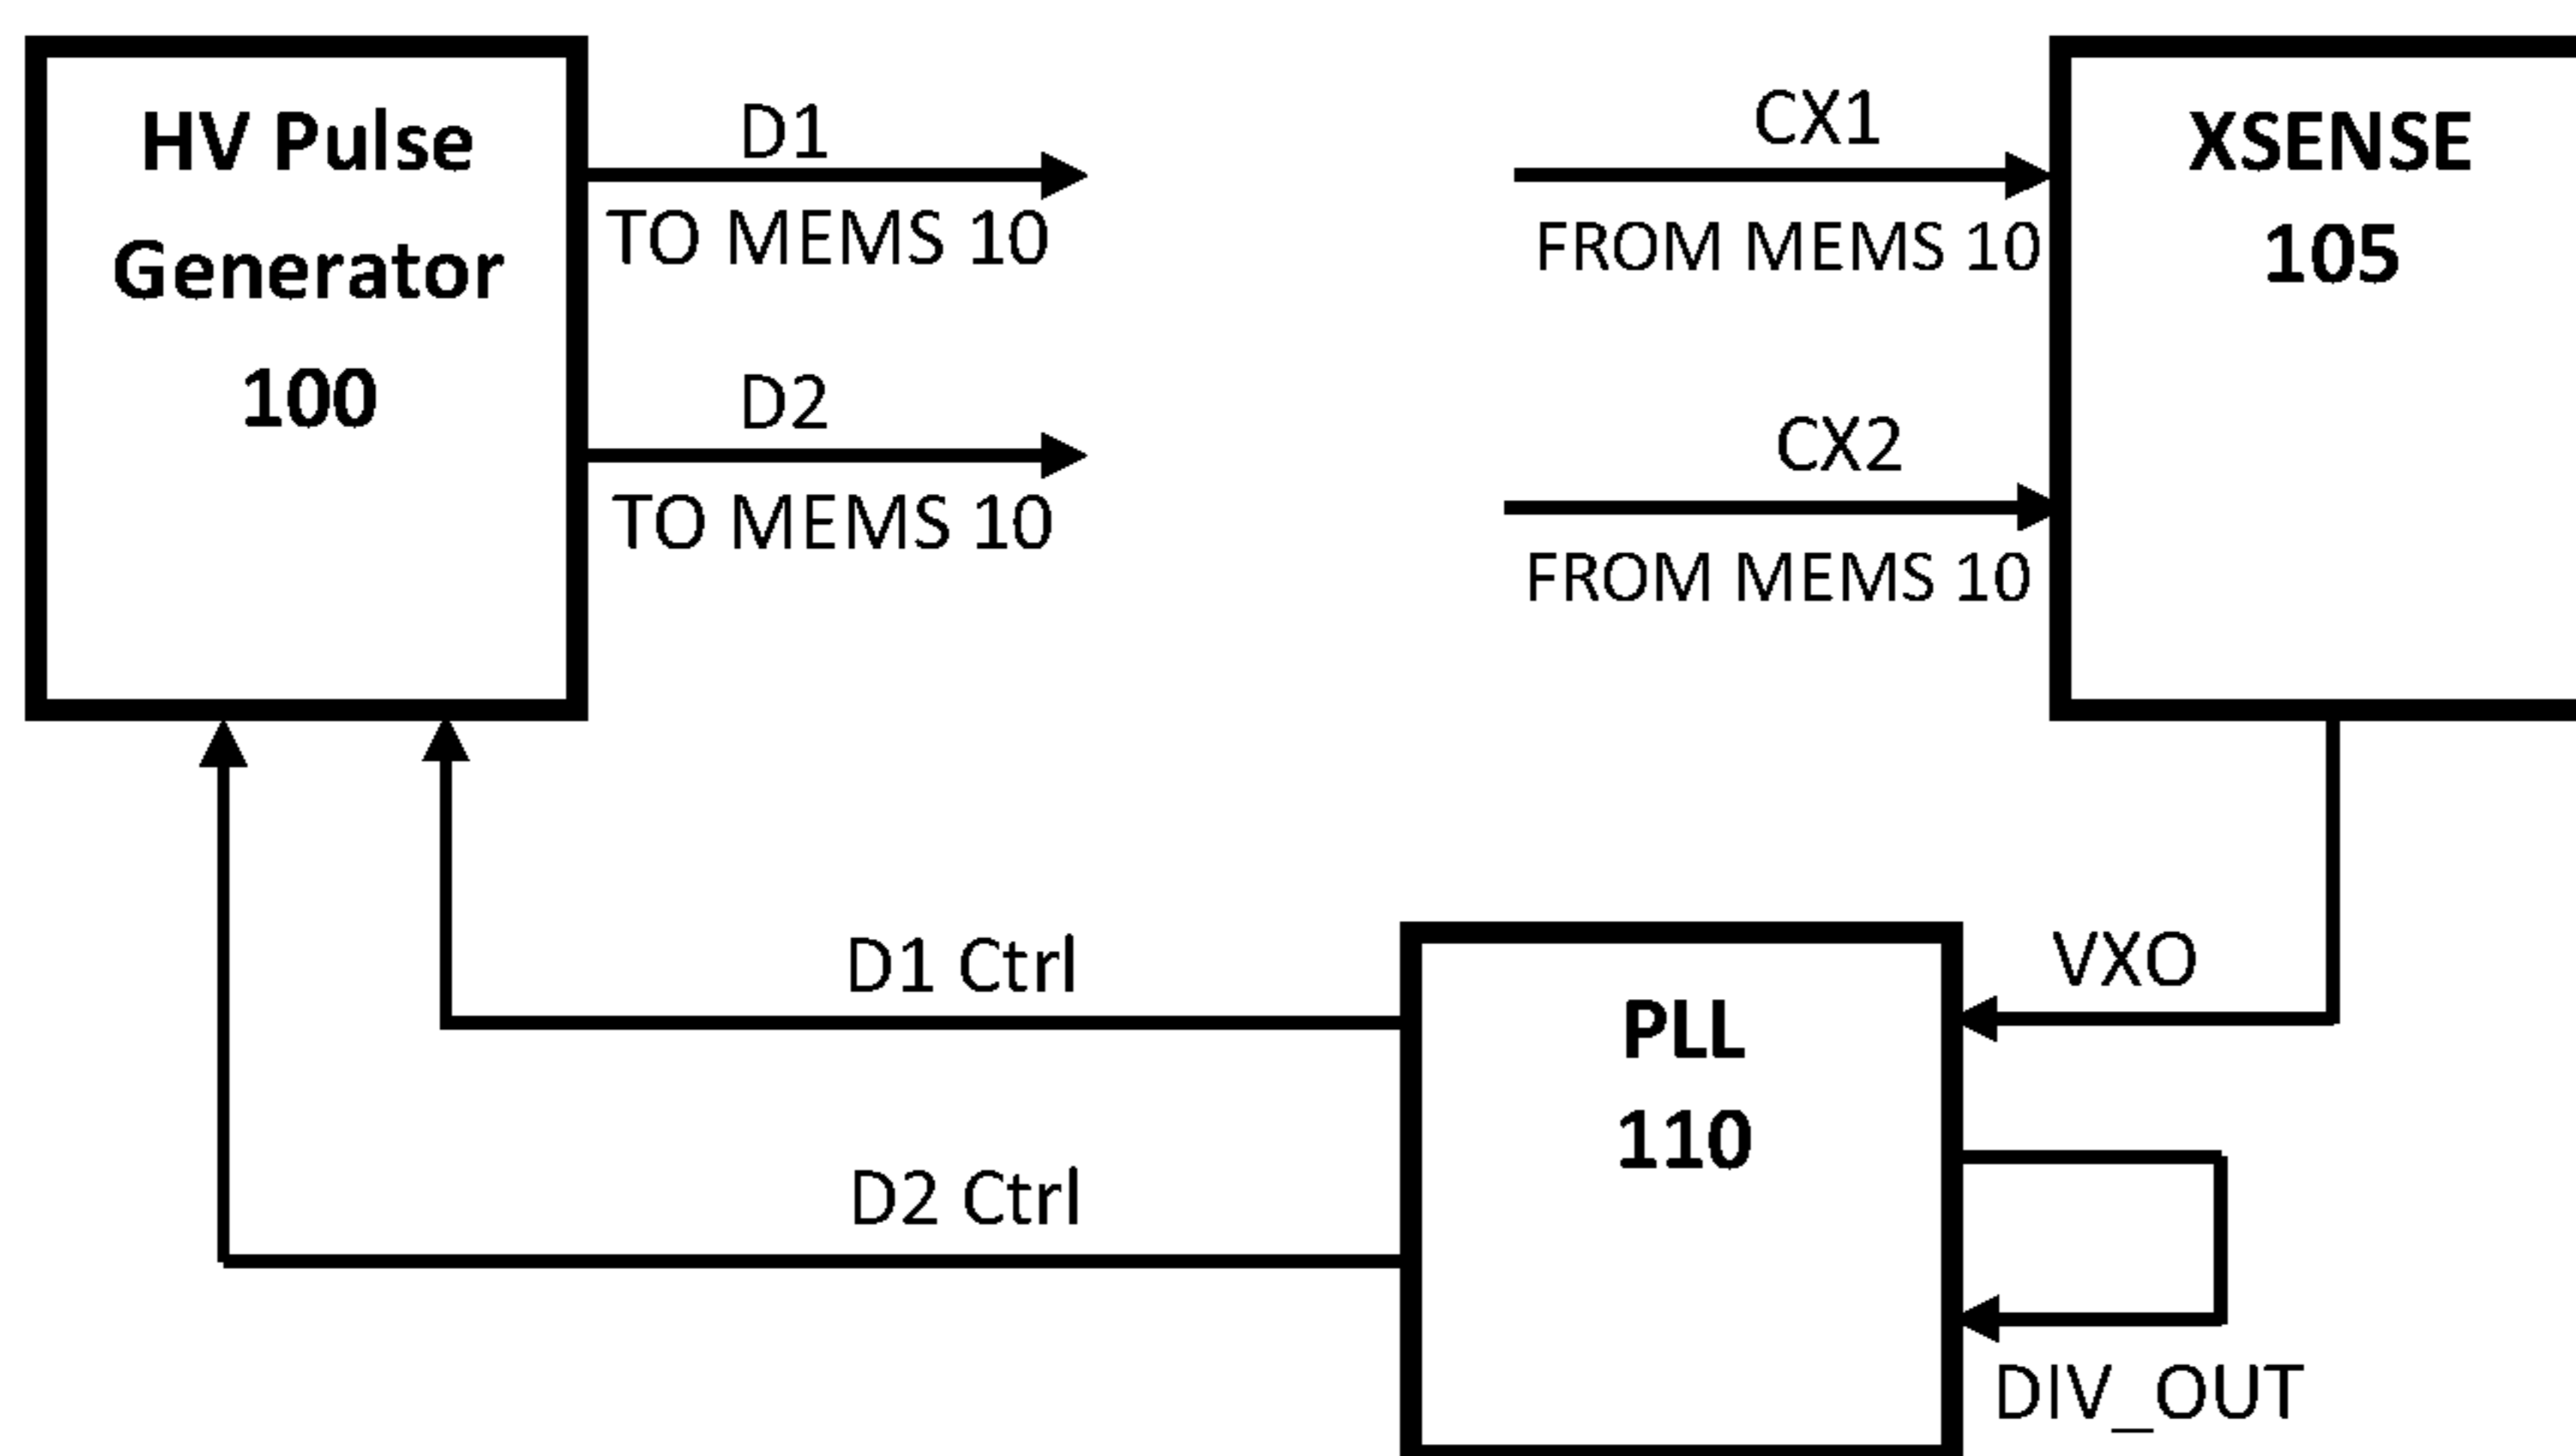 HV Pulse
Generator
100
D1
TO MEMS 10
D2
TO MEMS 10
CX1
FROM MEMS 10
CX2
FROM MEMS 10
XSENSE
105
D1 Ctrl
D2 Ctrl
PLL
110
VXO
DIV_OUT